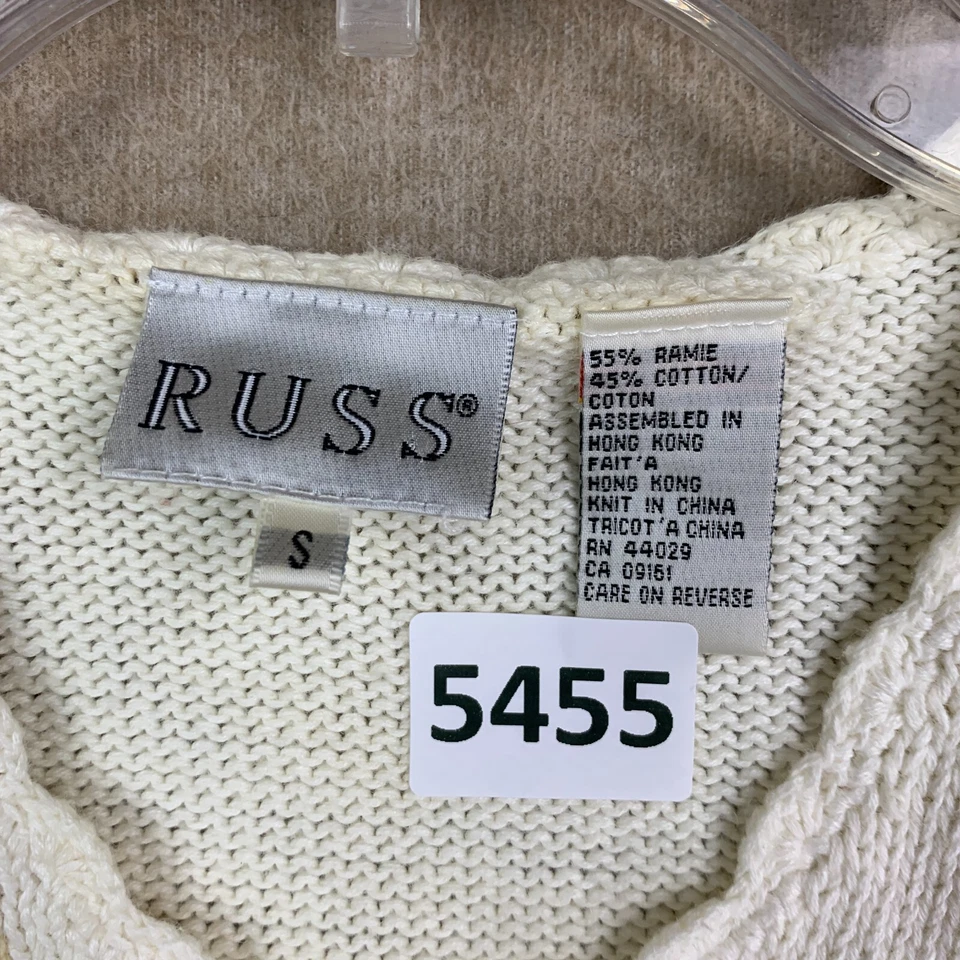 RUSS®
S
55% RAMIE
45% COTTON/
COTON
ASSEMBLED IN
HONG KONG
FAIT'A
HONG KONG
KNIT IN CHINA
TRICOT'A CHINA
RN 44029
CA 09161
CARE ON REVERSE
5455